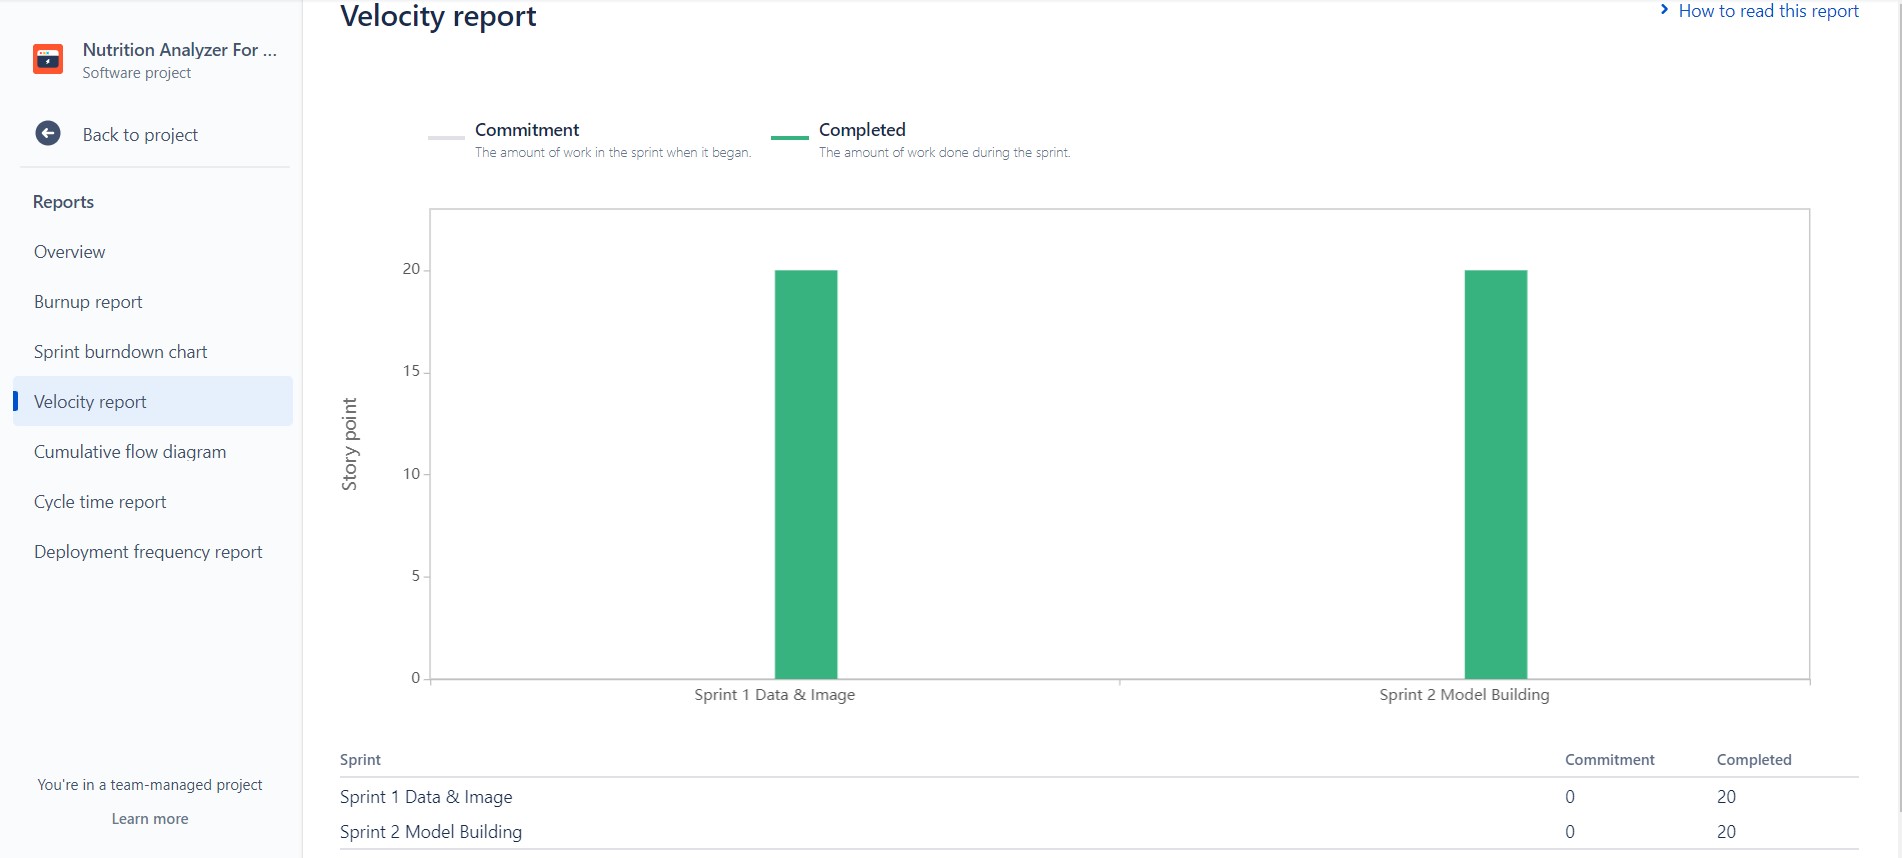 Velocity report
How to read this report
Nutrition Analyzer For ...
Software project
Back to project
Reports
Overview
Burnup report
Sprint burndown chart
Velocity report
Cumulative flow diagram
Cycle time report
Deployment frequency report
You're in a team-managed project
Learn more
Commitment
The amount of work in the sprint when it began.
Completed
The amount of work done during the sprint.
Story point
20
15
10
5
0
Sprint 1 Data & Image
Sprint 2 Model Building
Sprint Commitment Completed
Sprint 1 Data & Image 0 20
Sprint 2 Model Building 0 20